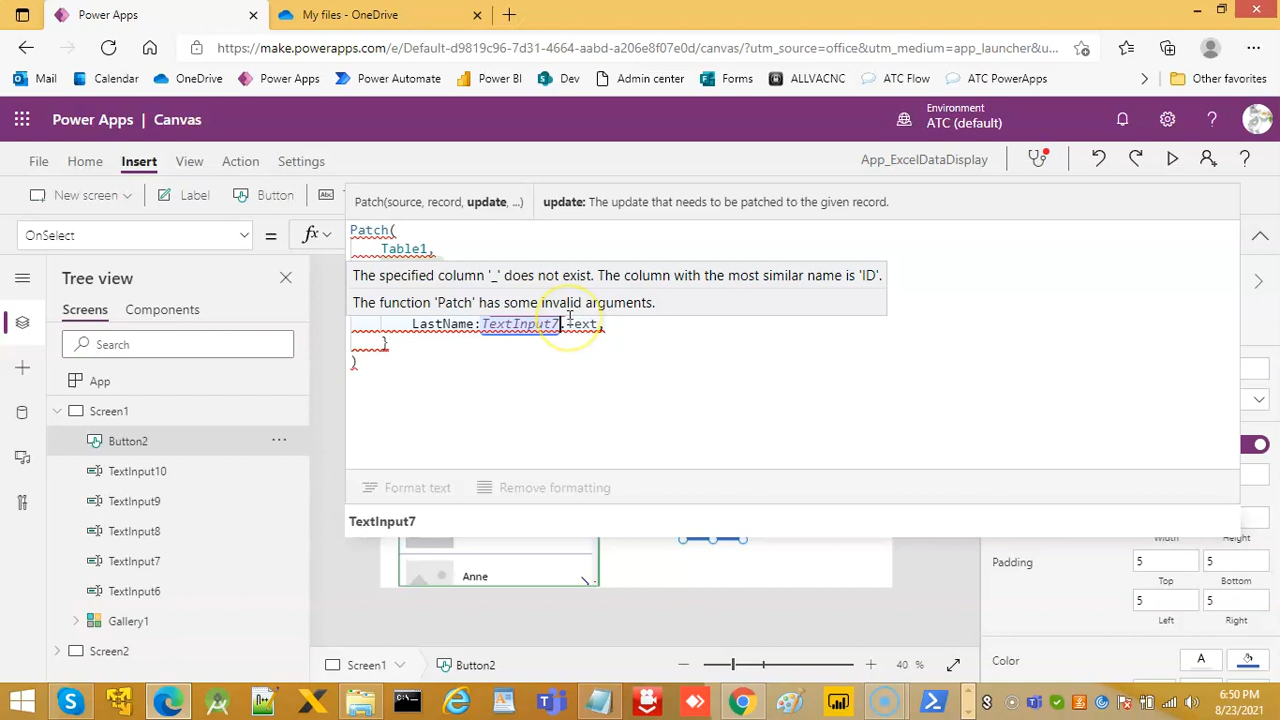 Power Apps
My files - OneDrive
https://make.powerapps.com/e/Default-d9819c96-7d31-4664-aabd-a206e8f07e0d/canvas/?utm_source=office&utm_medium=app_launcher&u...
Mail
Calendar
OneDrive
Power Apps
Power Automate
Power BI
Dev
Admin center
Forms
ALLVACNC
ATC Flow
ATC PowerApps
Other favorites
Power Apps | Canvas
Environment
ATC (default)
File
Home
Insert
View
Action
Settings
App_ExcelDataDisplay
New screen
Label
Button
Patch(source, record, update, ...)
update: The update that needs to be patched to the given record.
OnSelect
=
fx
Patch(
Table1,
The specified column '_' does not exist. The column with the most similar name is 'ID'.
The function 'Patch' has some invalid arguments.
LastName:TextInput7.Text,
}
)
Format text
Remove formatting
TextInput7
Tree view
Screens
Components
Search
App
Screen1
Button2
TextInput10
TextInput9
TextInput8
TextInput7
TextInput6
Gallery1
Screen2
Anne
Width
Height
Padding
5
5
Top
Bottom
5
5
Left
Right
Color
A
Screen1
Button2
40 %
6:50 PM
8/23/2021